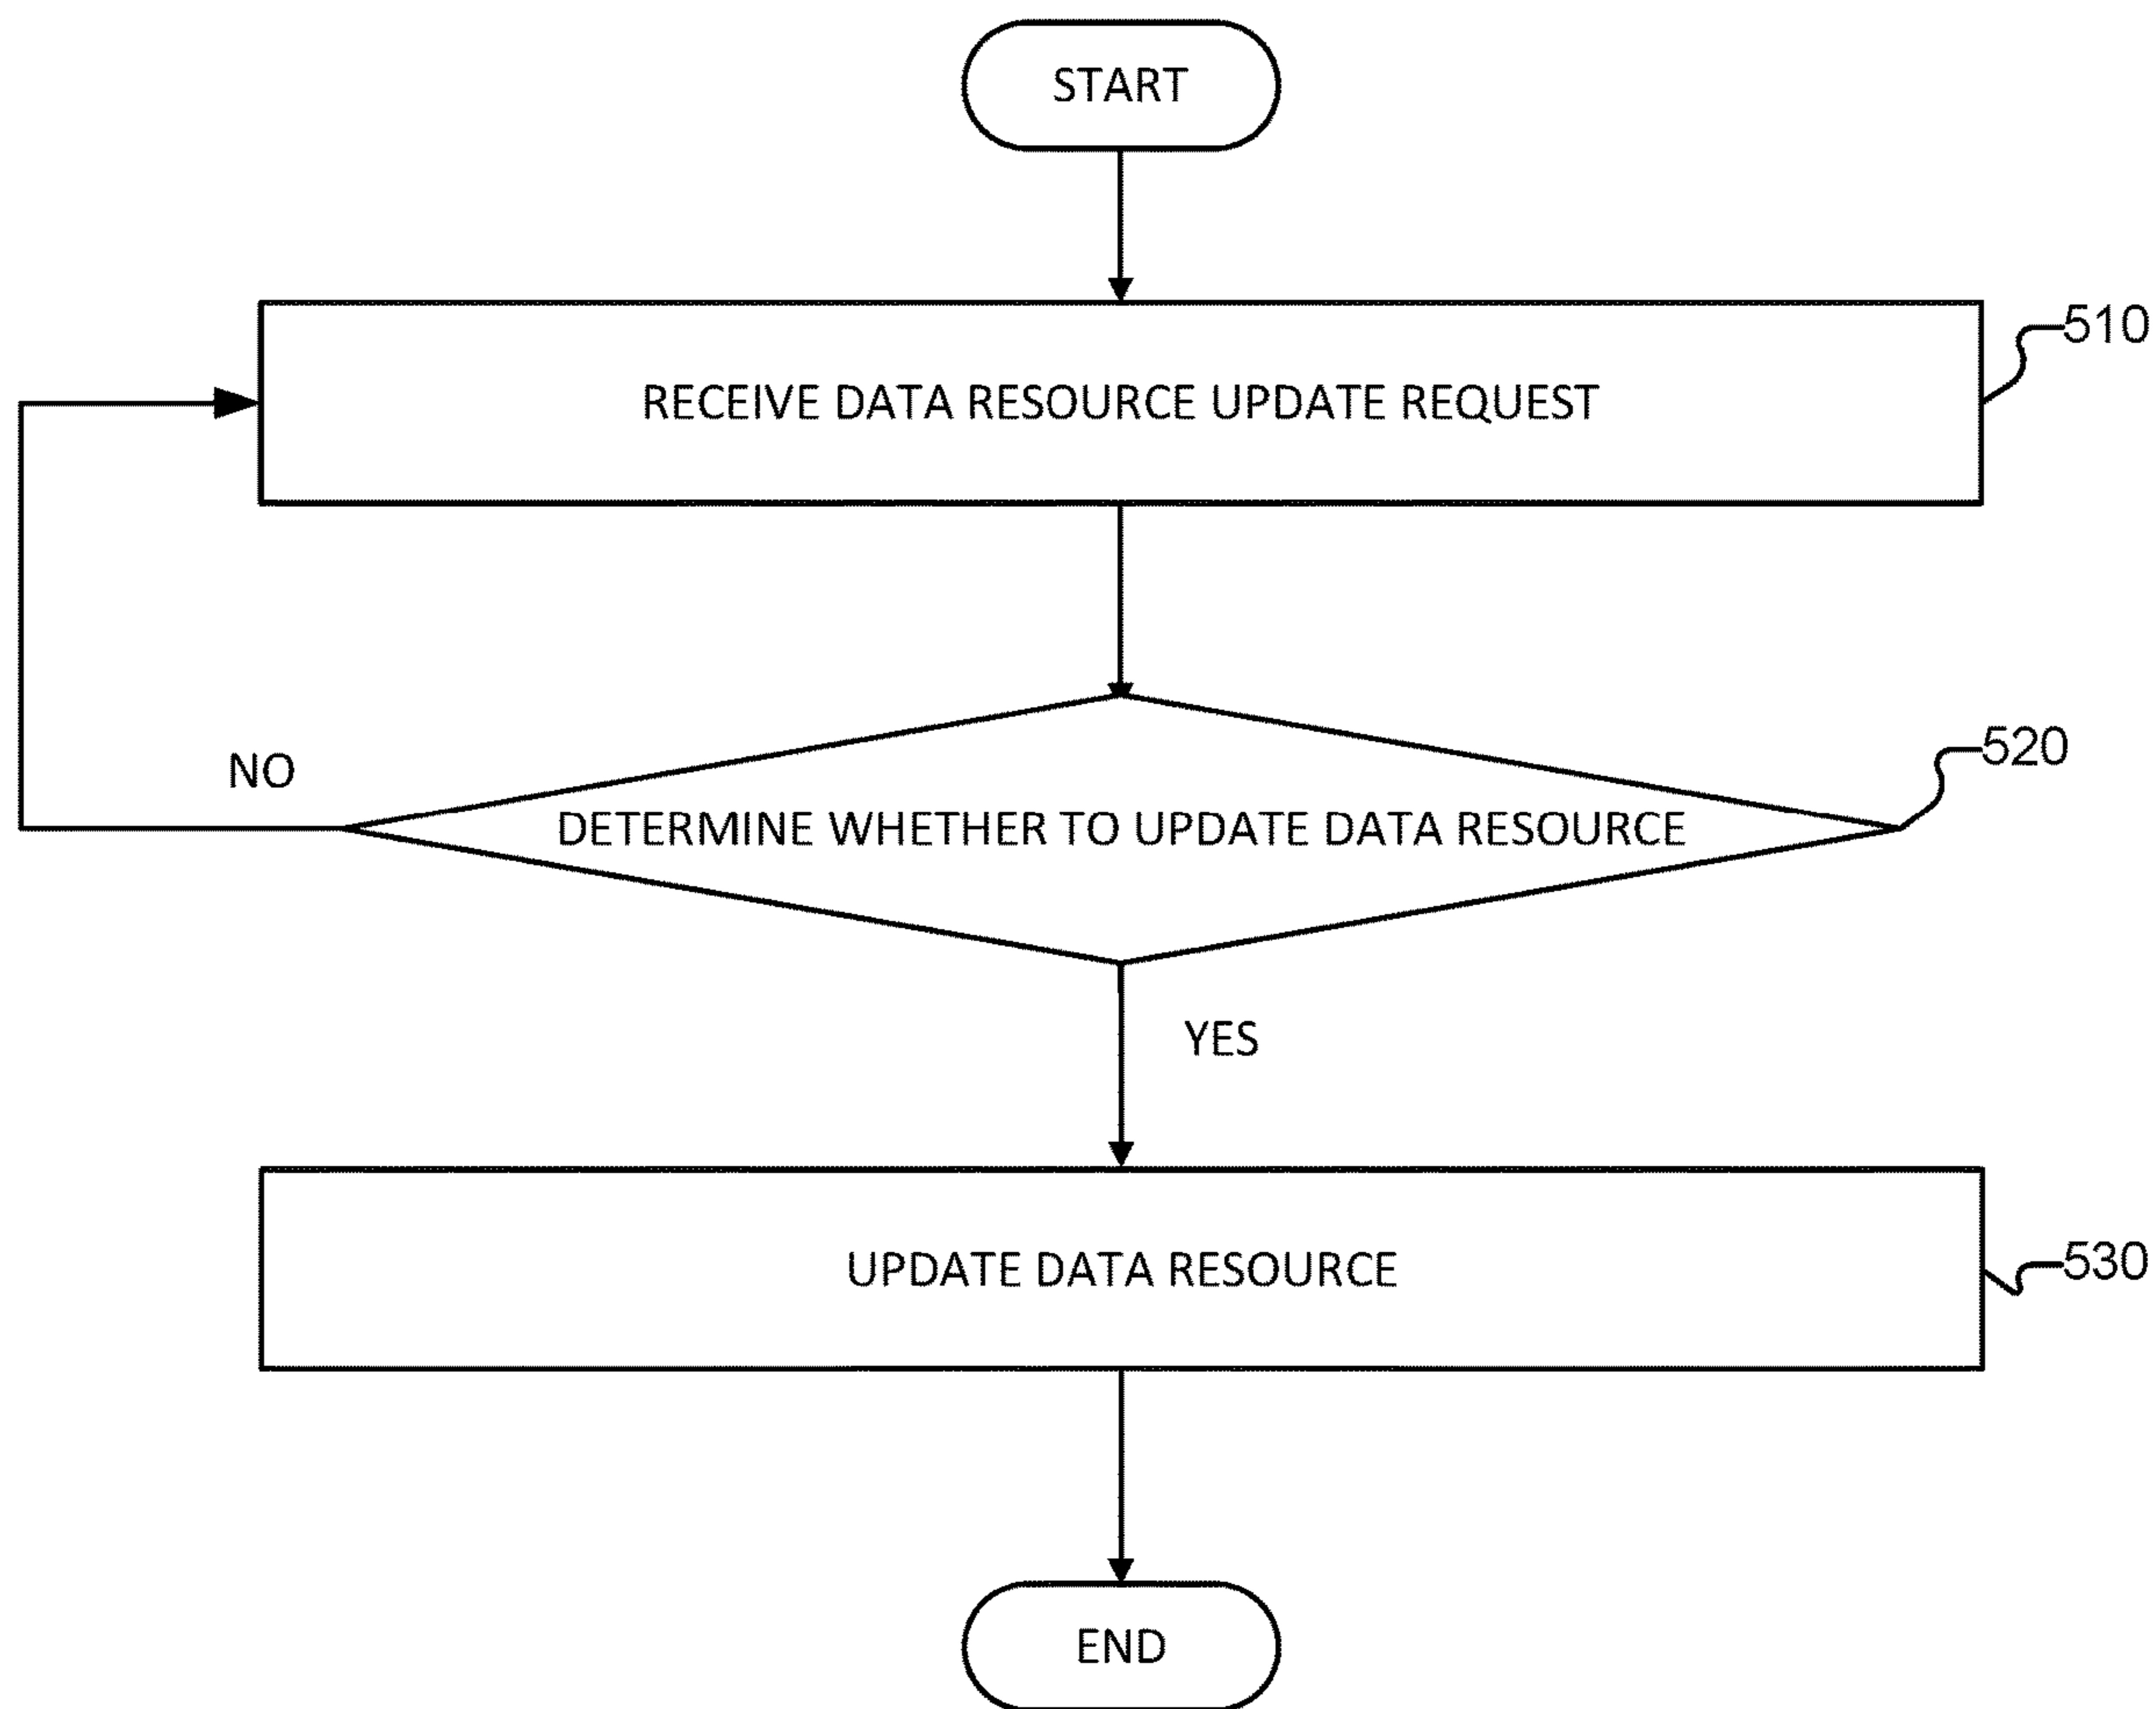 START
RECEIVE DATA RESOURCE UPDATE REQUEST
510
NO
DETERMINE WHETHER TO UPDATE DATA RESOURCE
520
YES
UPDATE DATA RESOURCE
530
END